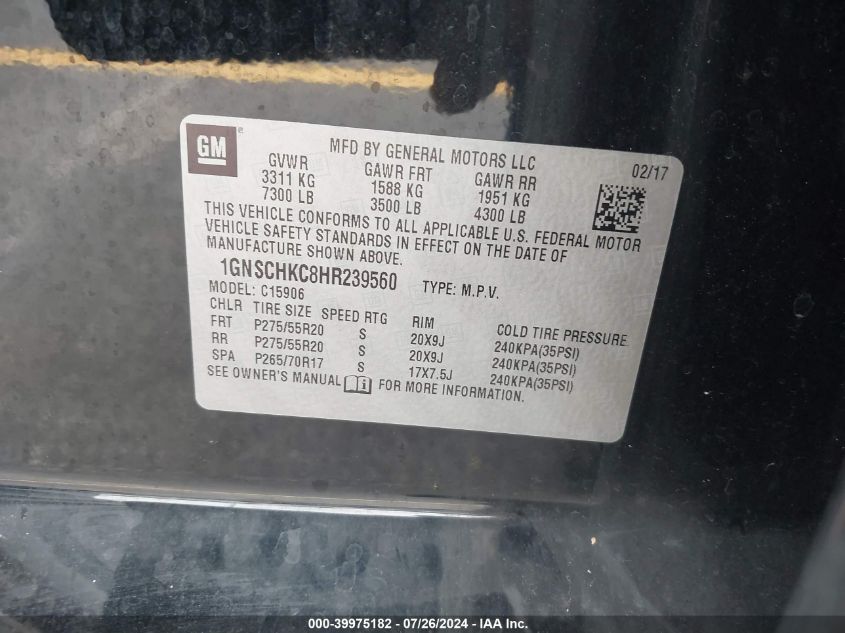 GM ®
MFD BY GENERAL MOTORS LLC 02/17
GVWR GAWR FRT GAWR RR
3311 KG 1588 KG 1951 KG
7300 LB 3500 LB 4300 LB
THIS VEHICLE CONFORMS TO ALL APPLICABLE U.S. FEDERAL MOTOR
VEHICLE SAFETY STANDARDS IN EFFECT ON THE DATE OF
MANUFACTURE SHOWN ABOVE.
1GNSCHKC8HR239560 TYPE: M.P.V.
MODEL: C15906
CHLR TIRE SIZE SPEED RTG RIM COLD TIRE PRESSURE
FRT P275/55R20 S 20X9J 240KPA(35PSI)
RR P275/55R20 S 20X9J 240KPA(35PSI)
SPA P265/70R17 S 17X7.5J 240KPA(35PSI)
SEE OWNER'S MANUAL i FOR MORE INFORMATION.
000-39975182 - 07/26/2024 - IAA Inc.